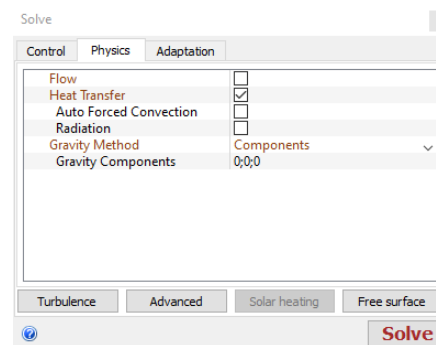 Solve
Control Physics Adaptation
Flow
Heat Transfer
Auto Forced Convection
Radiation
Gravity Method Components
Gravity Components 0;0;0
Turbulence Advanced Solar heating Free surface
? Solve